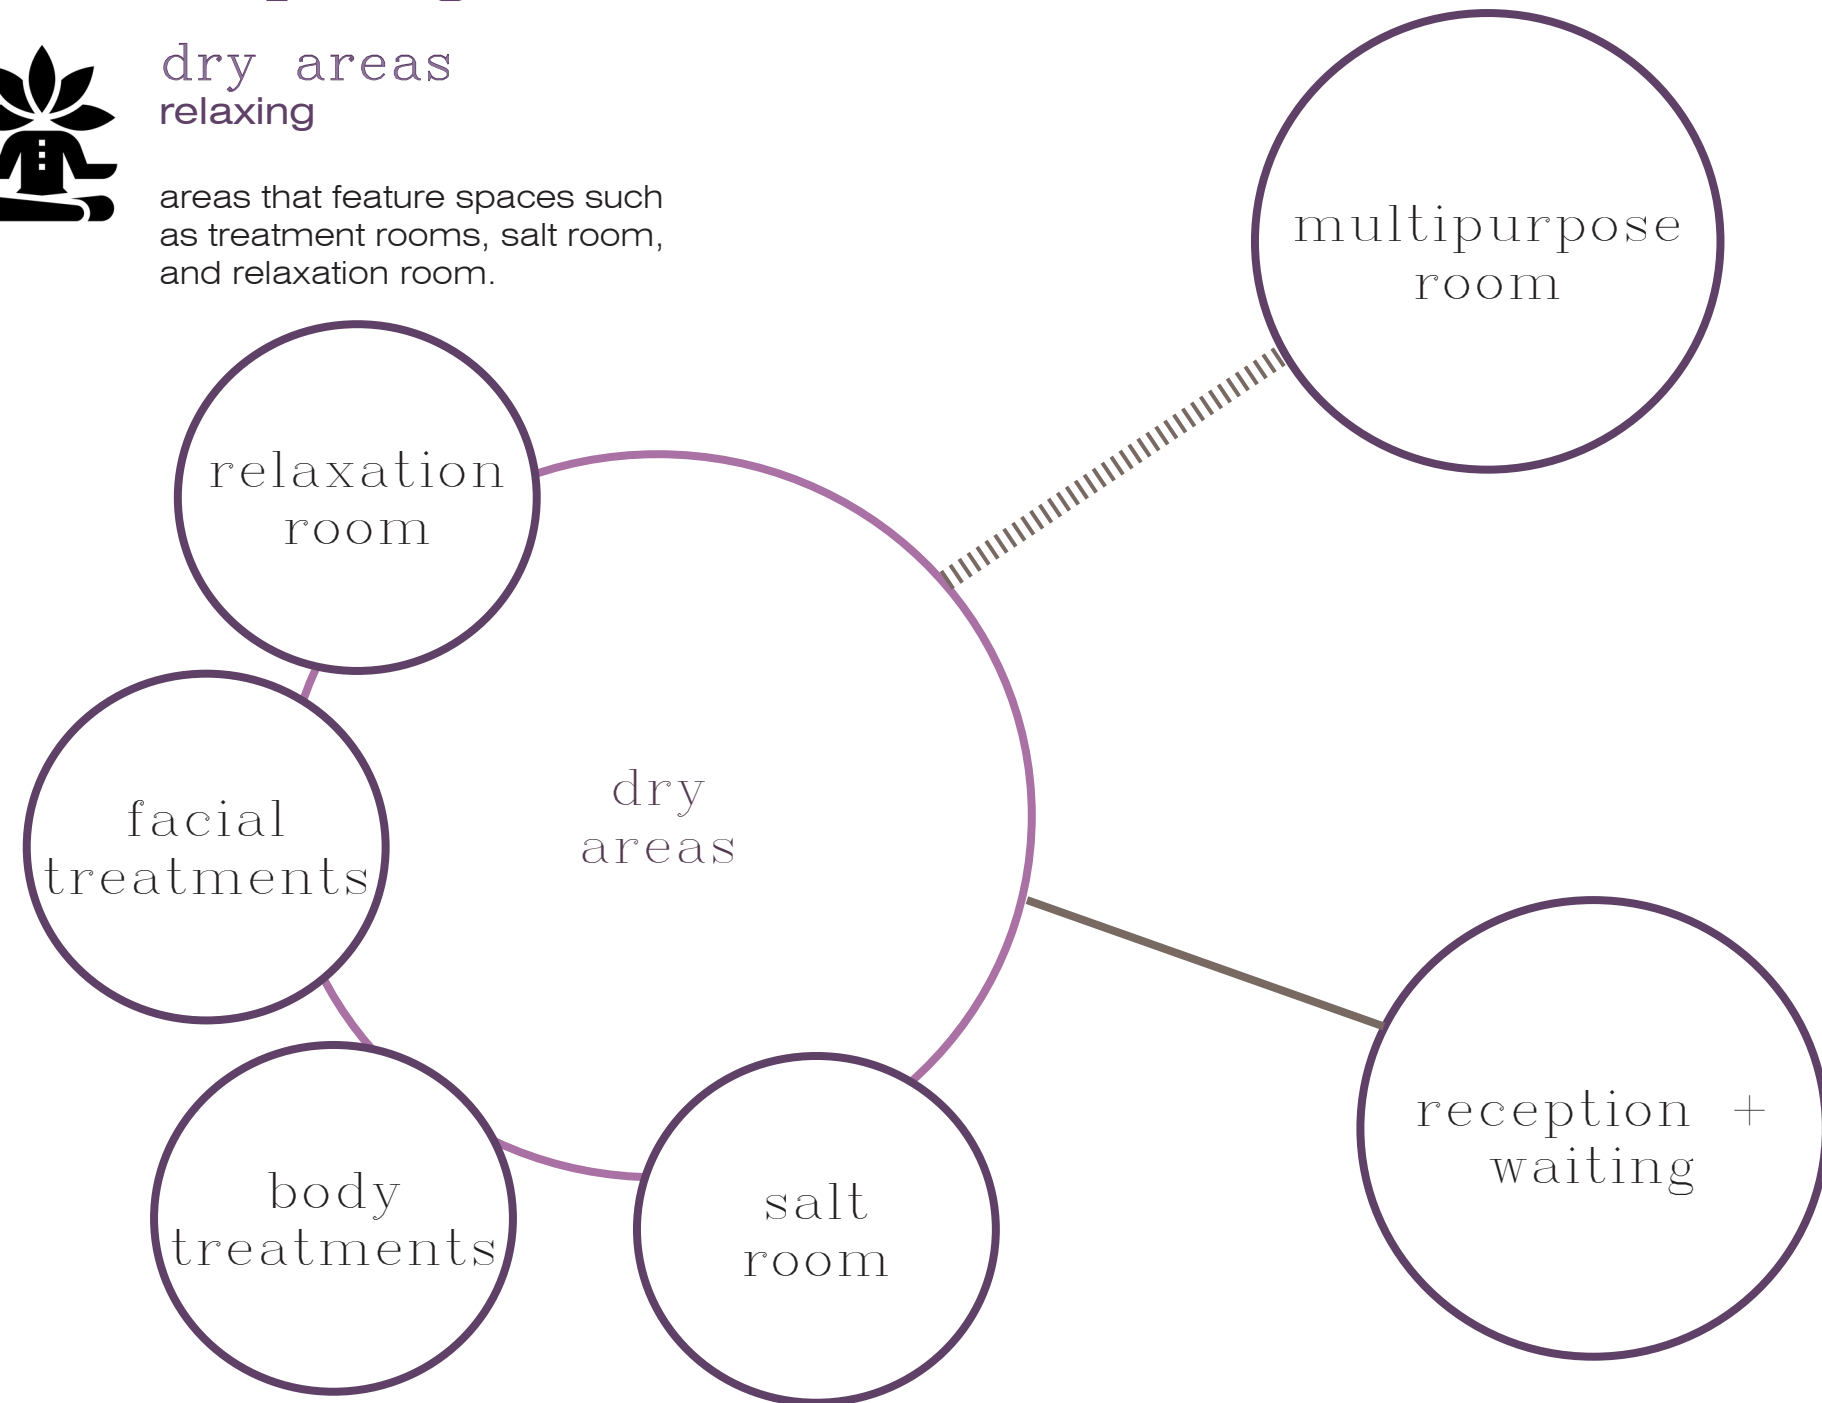 dry areas
relaxing
areas that feature spaces such
as treatment rooms, salt room,
and relaxation room.
multipurpose
room
relaxation
room
facial
treatments
dry
areas
body
treatments
salt
room
reception +
waiting